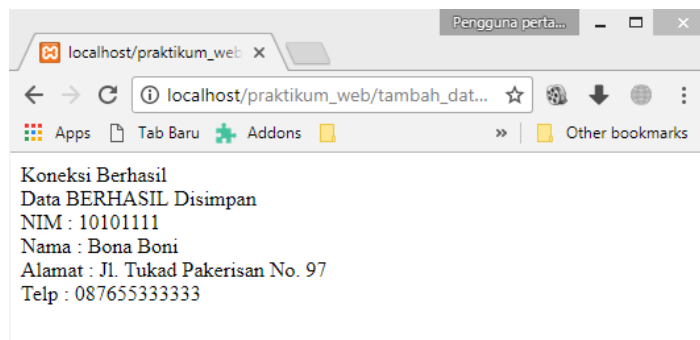 Pengguna perta...
localhost/praktikum_web
localhost/praktikum_web/tambah_dat...
Apps Tab Baru Addons » Other bookmarks
Koneksi Berhasil
Data BERHASIL Disimpan
NIM : 10101111
Nama : Bona Boni
Alamat : Jl. Tukad Pakerisan No. 97
Telp : 087655333333